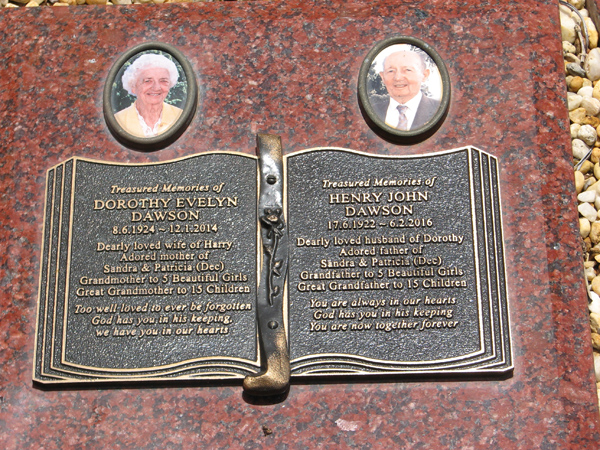 Treasured Memories of
DOROTHY EVELYN
DAWSON
8.6.1924 ~ 12.1.2014
Dearly loved wife of Harry
Adored mother of
Sandra & Patricia (Dec)
Grandmother to 5 Beautiful Girls
Great Grandmother to 15 Children
Too well loved to ever be forgotten
God has you in his keeping,
we have you in our hearts
Treasured Memories of
HENRY JOHN
DAWSON
17.6.1922 ~ 6.2.2016
Dearly loved husband of Dorothy
Adored father of
Sandra & Patricia (Dec)
Grandfather to 5 Beautiful Girls
Great Grandfather to 15 Children
You are always in our hearts
God has you in his keeping
You are now together forever